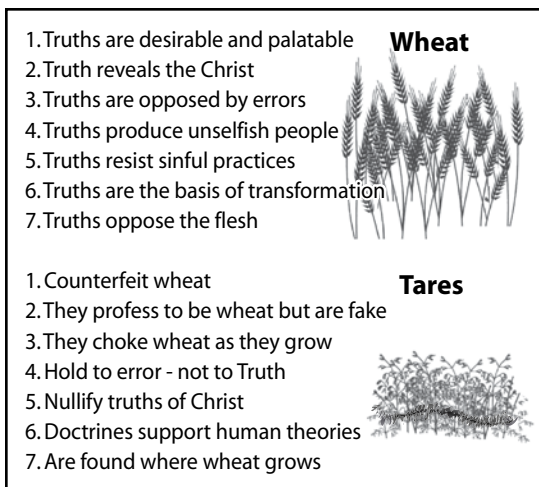 Wheat
1. Truths are desirable and palatable
2. Truth reveals the Christ
3. Truths are opposed by errors
4. Truths produce unselfish people
5. Truths resist sinful practices
6. Truths are the basis of transformation
7. Truths oppose the flesh
Tares
1. Counterfeit wheat
2. They profess to be wheat but are fake
3. They choke wheat as they grow
4. Hold to error - not to Truth
5. Nullify truths of Christ
6. Doctrines support human theories
7. Are found where wheat grows